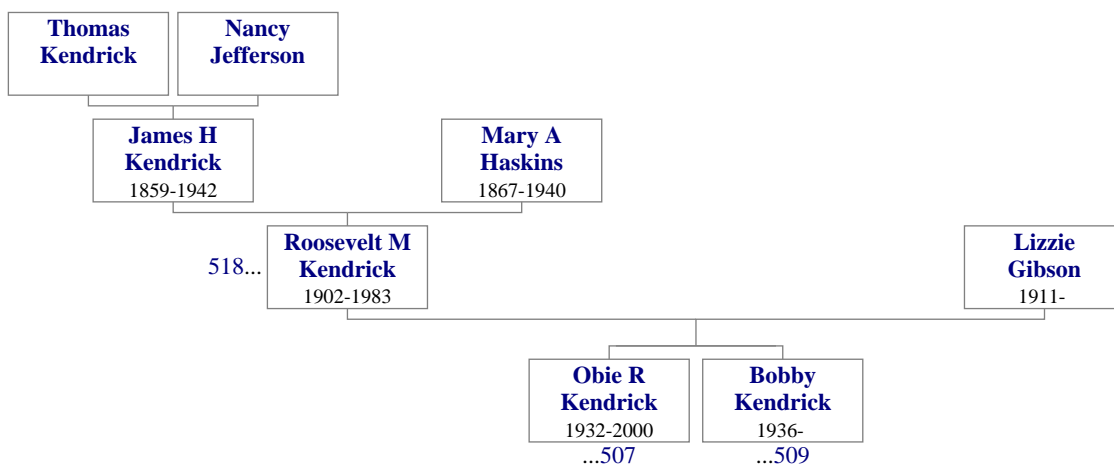 Thomas
Kendrick
Nancy
Jefferson
James H
Kendrick
1859-1942
Mary A
Haskins
1867-1940
518...
Roosevelt M
Kendrick
1902-1983
Lizzie
Gibson
1911-
Obie R
Kendrick
1932-2000
...507
Bobby
Kendrick
1936-
...509